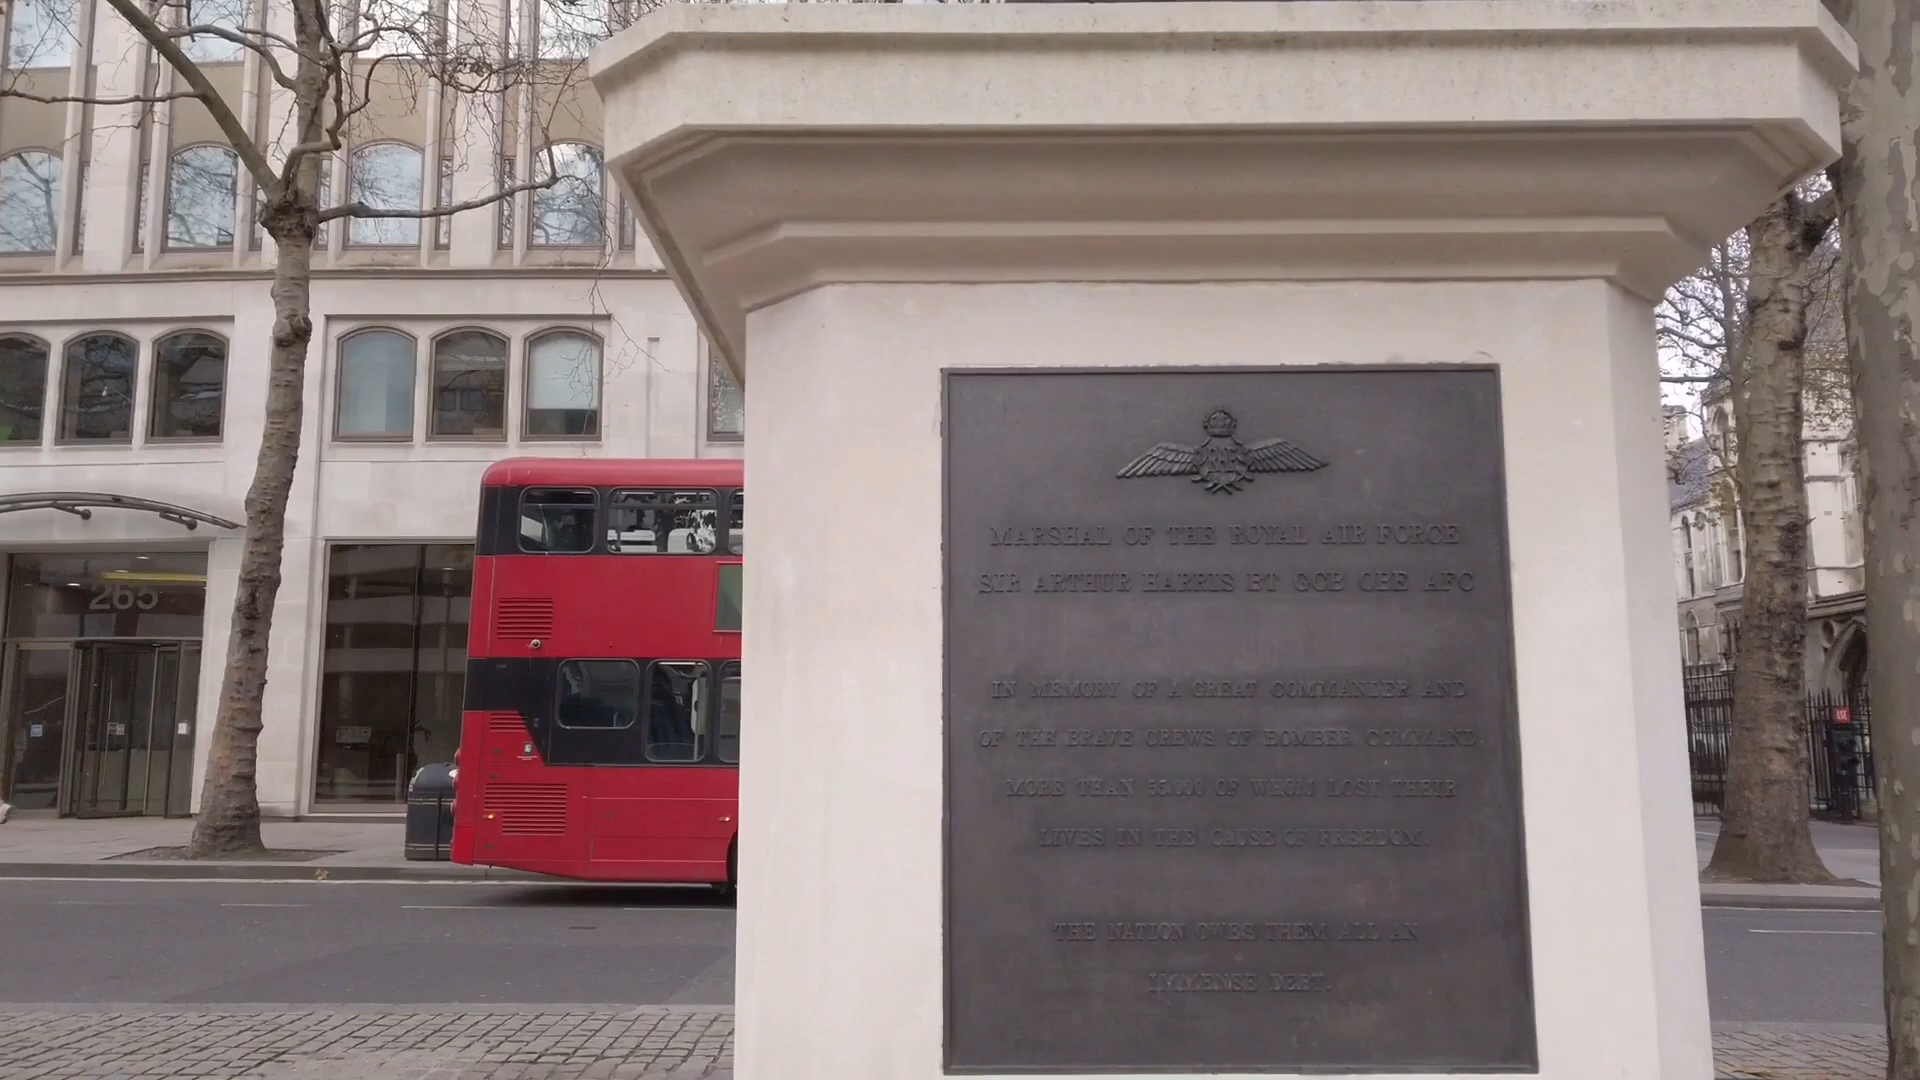 265
RAF
MARSHAL OF THE ROYAL AIR FORCE
SIR ARTHUR HARRIS BT GCB OBE AFC
IN MEMORY OF A GREAT COMMANDER AND
OF THE BRAVE CREWS OF BOMBER COMMAND
MORE THAN 55,000 OF WHOM LOST THEIR
LIVES IN THE CAUSE OF FREEDOM.
THE NATION OWES THEM ALL AN
IMMENSE DEBT.
LSE